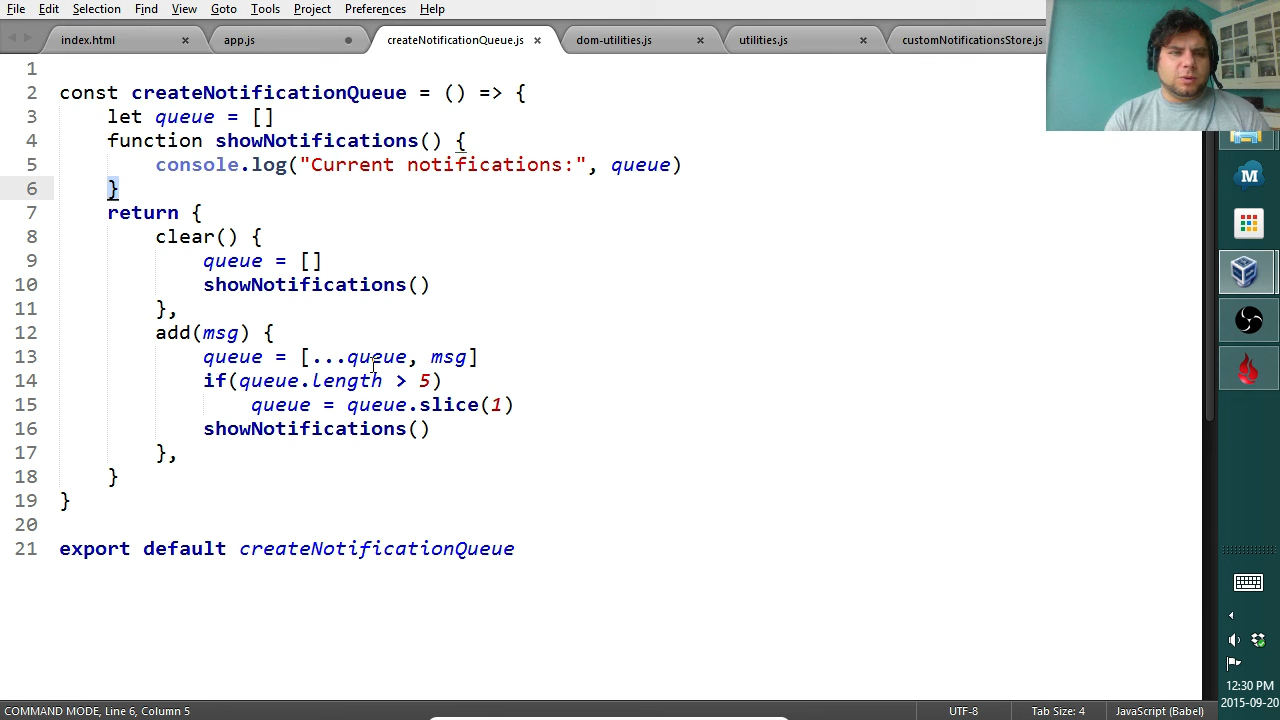 File Edit Selection Find View Goto Tools Project Preferences Help
index.html app.js createNotificationQueue.js dom-utilities.js utilities.js customNotificationsStore.js
1
2 const createNotificationQueue = () => {
3 let queue = []
4 function showNotifications() {
5 console.log("Current notifications:", queue)
6 }
7 return {
8 clear() {
9 queue = []
10 showNotifications()
11 },
12 add(msg) {
13 queue = [...queue, msg]
14 if(queue.length > 5)
15 queue = queue.slice(1)
16 showNotifications()
17 },
18 }
19 }
20
21 export default createNotificationQueue
M
12:30 PM
2015-09-20
COMMAND MODE, Line 6, Column 5 UTF-8 Tab Size: 4 JavaScript (Babel)